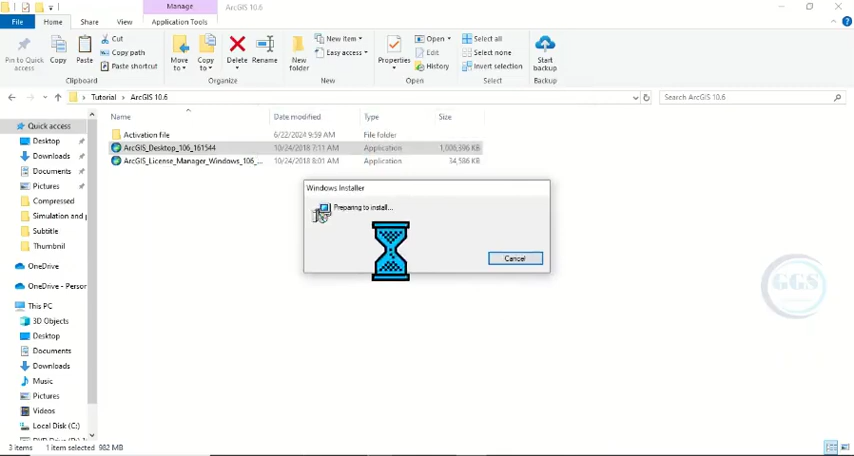 Manage
ArcGIS 10.6
File
Home
Share
View
Application Tools
Pin to Quick access
Copy
Paste
Cut
Copy path
Paste shortcut
Clipboard
Move to
Copy to
Delete
Rename
Organize
New folder
New item
Easy access
New
Properties
Open
Edit
History
Open
Select all
Select none
Invert selection
Select
Start backup
Backup
Tutorial
ArcGIS 10.6
Search ArcGIS 10.6
Name
Date modified
Type
Size
Quick access
Activation file
6/22/2024 9:59 AM
File folder
Desktop
ArcGIS_Desktop_106_161544
10/24/2018 7:11 AM
Application
1,006,396 KB
Downloads
ArcGIS_License_Manager_Windows_106_...
10/24/2018 8:01 AM
Application
34,586 KB
Documents
Pictures
Compressed
Simulation and p
Subtitle
Thumbnil
OneDrive
OneDrive - Person
This PC
3D Objects
Desktop
Documents
Downloads
Music
Pictures
Videos
Local Disk (C:)
Windows Installer
Preparing to install...
Cancel
GGS
3 items
1 item selected
982 MB